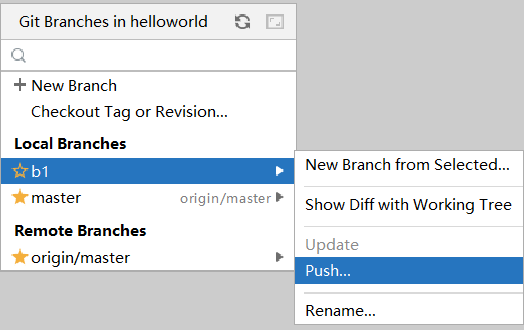 Git Branches in helloworld
New Branch
Checkout Tag or Revision...
Local Branches
b1
master origin/master
Remote Branches
origin/master
New Branch from Selected...
Show Diff with Working Tree
Update
Push...
Rename...